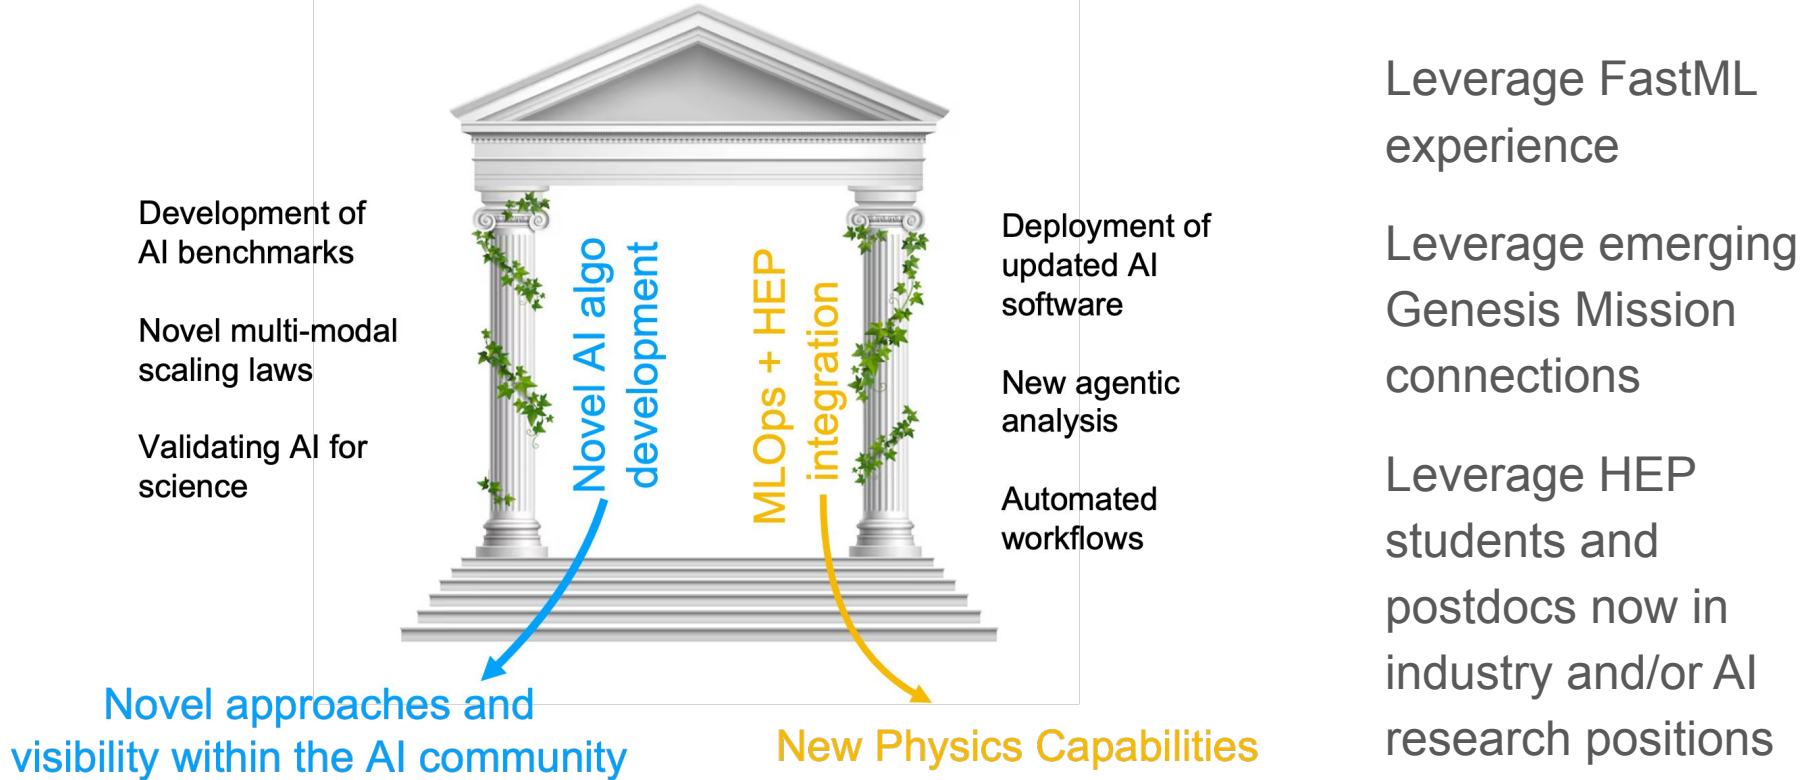 Development of
AI benchmarks
Novel multi-modal
scaling laws
Validating AI for
science
Novel AI algo
development
MLOps + HEP
integration
Deployment of
updated AI
software
New agentic
analysis
Automated
workflows
Novel approaches and
visibility within the AI community
New Physics Capabilities
Leverage FastML
experience
Leverage emerging
Genesis Mission
connections
Leverage HEP
students and
postdocs now in
industry and/or AI
research positions